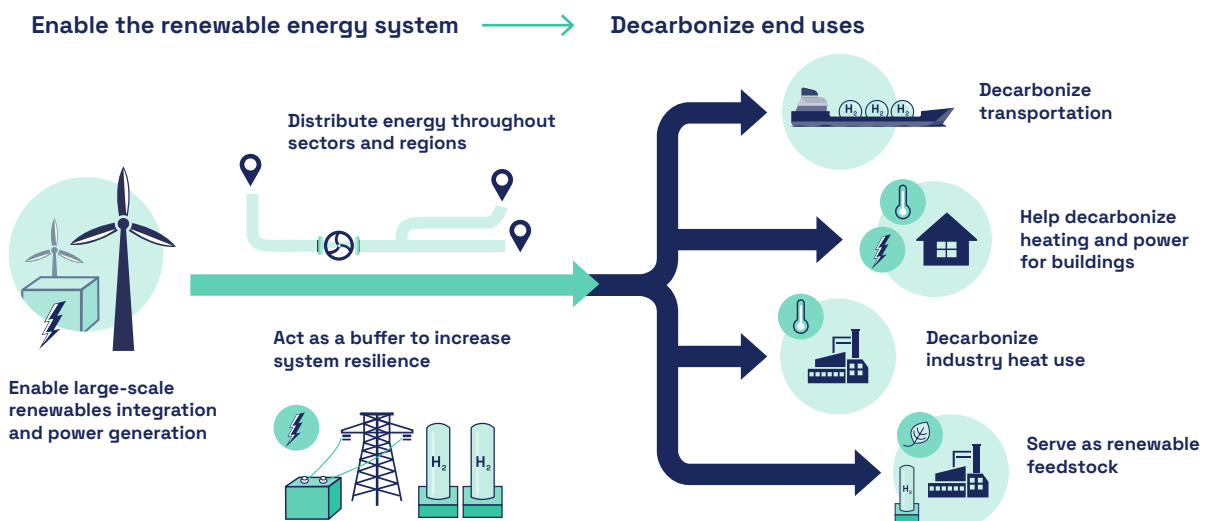 Enable the renewable energy system
Decarbonize end uses
Distribute energy throughout
sectors and regions
Enable large-scale
renewables integration
and power generation
Act as a buffer to increase
system resilience
H₂
H₂
H₂ H₂ H₂
Decarbonize
transportation
Help decarbonize
heating and power
for buildings
Decarbonize
industry heat use
H₂
Serve as renewable
feedstock